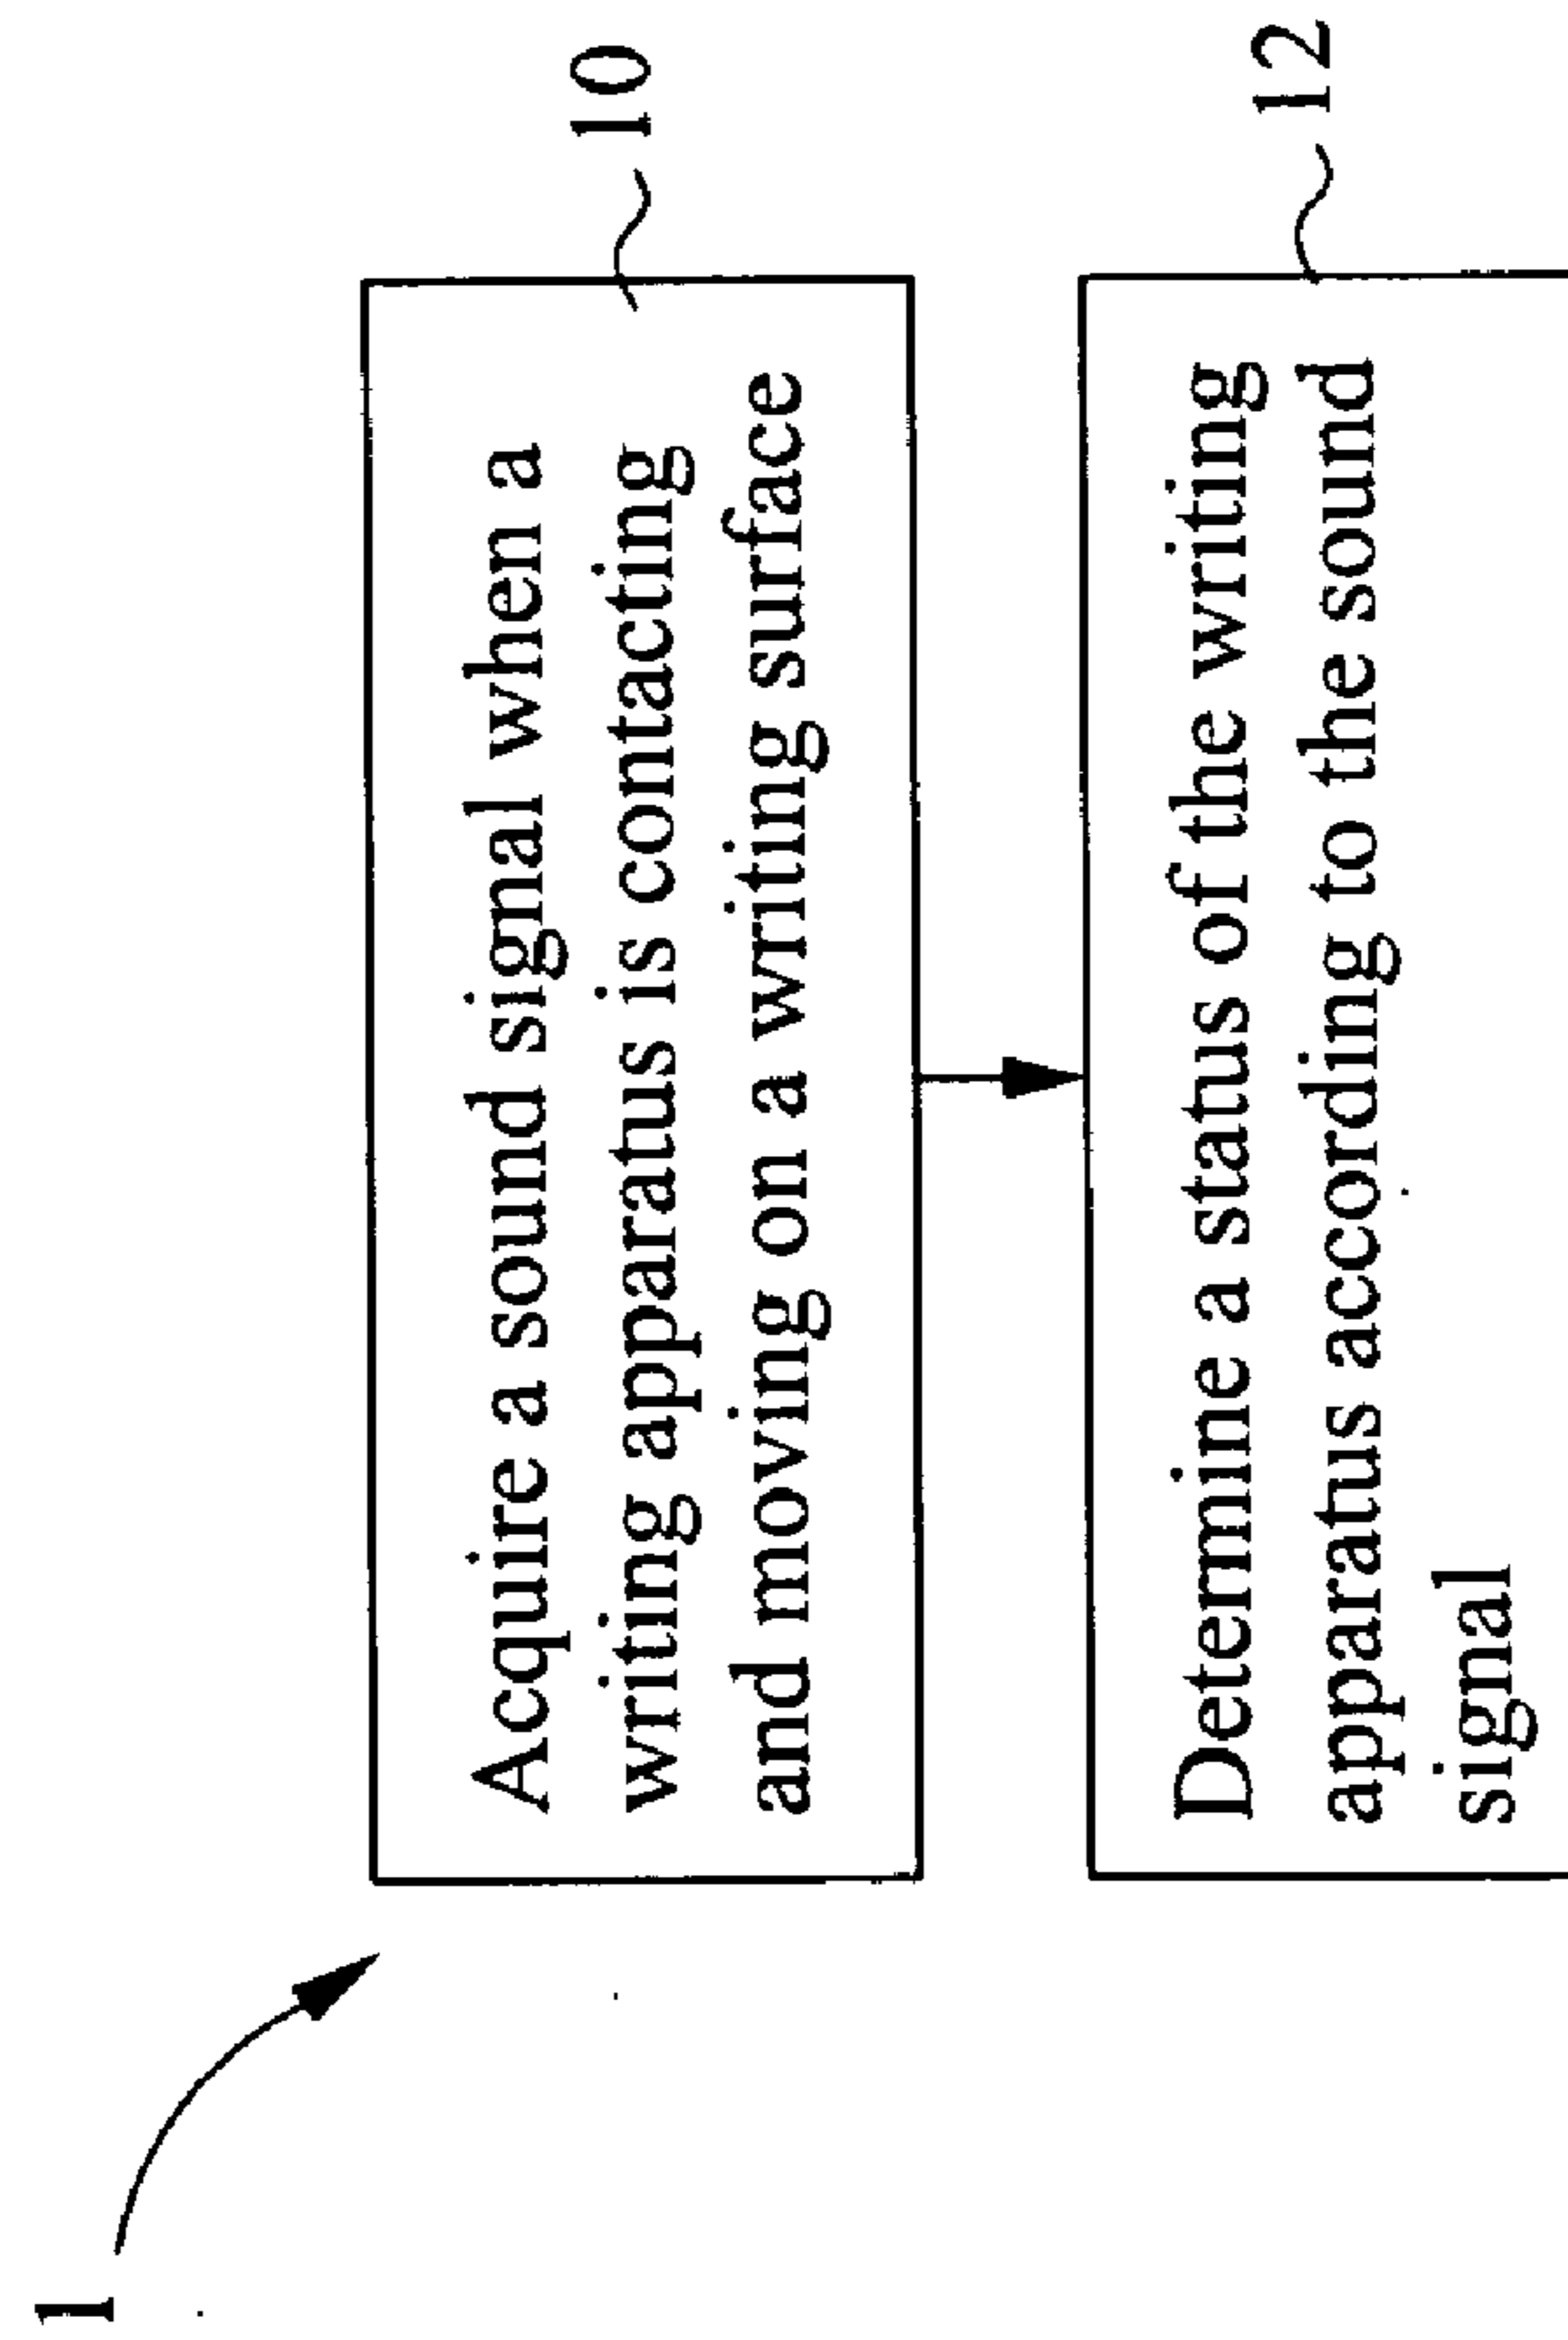 1
Acquire a sound signal when a
writing apparatus is contacting
and moving on a writing surface
10
Determine a status of the writing
apparatus according to the sound
signal
12